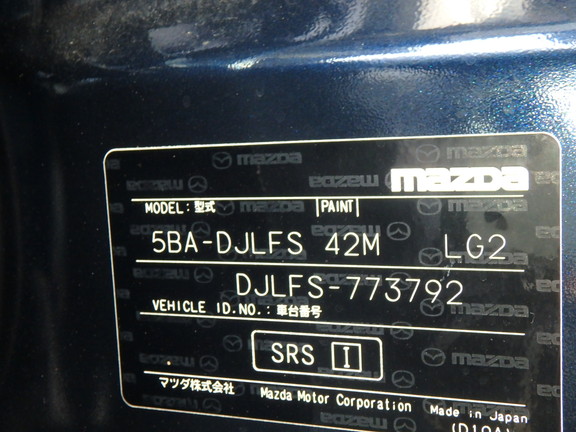 mazda
MODEL:型式 PAINT
5BA-DJLFS 42M LG2
DJLFS-773792
VEHICLE ID.NO.:車台番号
SRS I
マツダ株式会社 Mazda Motor Corporation Made in Japan
(D10A)